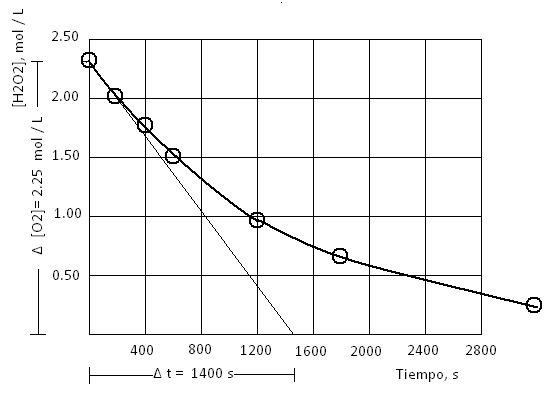 [H2O2], mol / L
Δ [O2]= 2.25 mol / L
2.50
2.00
1.50
1.00
0.50
400 800 1200 1600 2000 2400 2800
Δ t = 1400 s
Tiempo, s